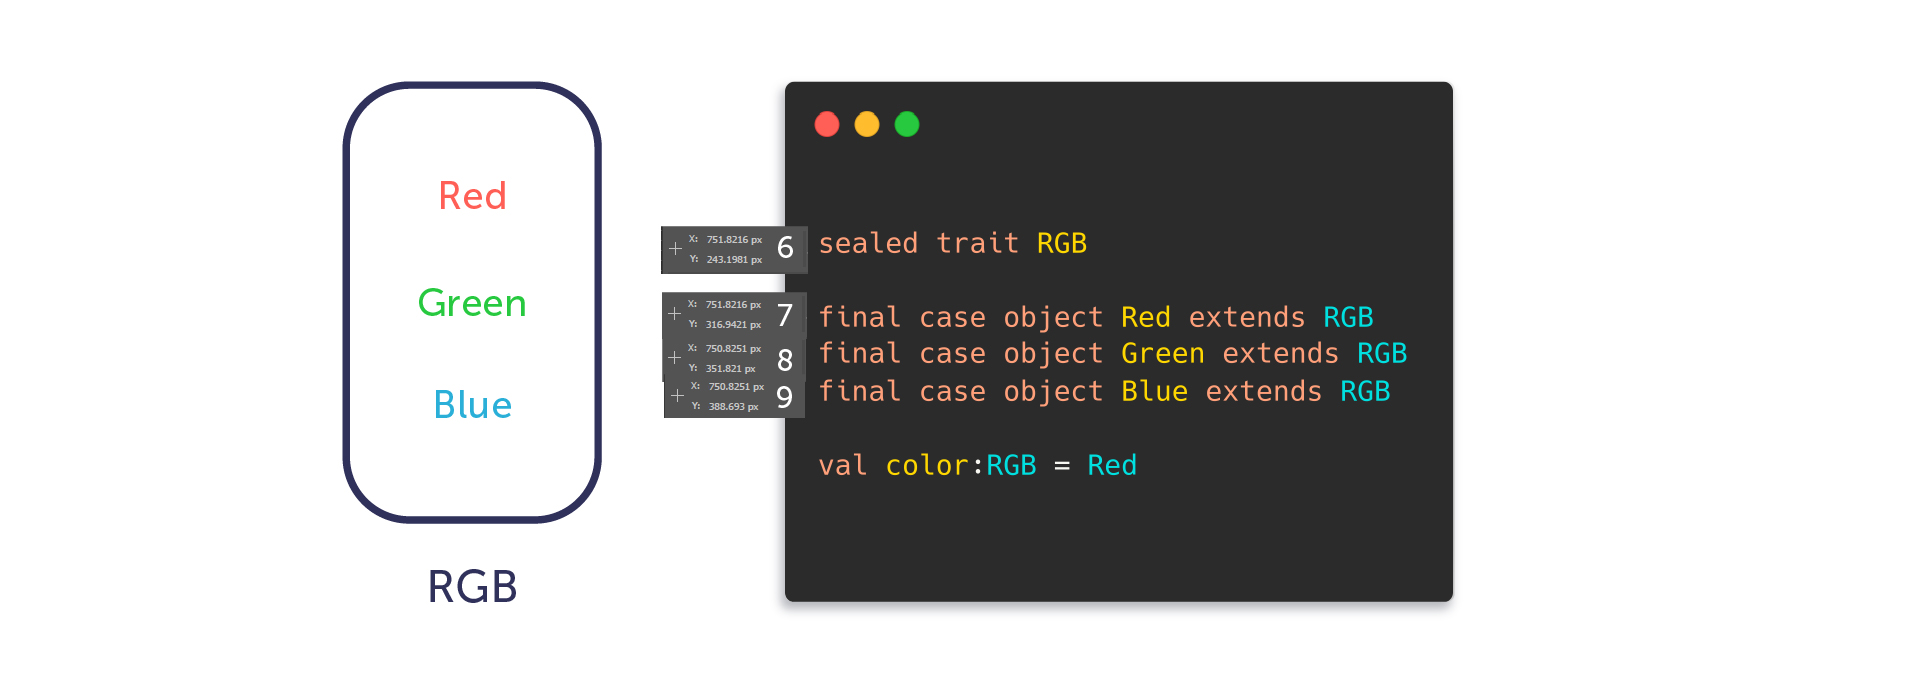 Red
Green
Blue
RGB
X: 751.8216 px
Y: 243.1981 px
6
sealed trait RGB
X: 751.8216 px
Y: 316.9421 px
7
final case object Red extends RGB
X: 750.8251 px
Y: 351.821 px
8
final case object Green extends RGB
X: 750.8251 px
Y: 388.693 px
9
final case object Blue extends RGB
val color:RGB = Red